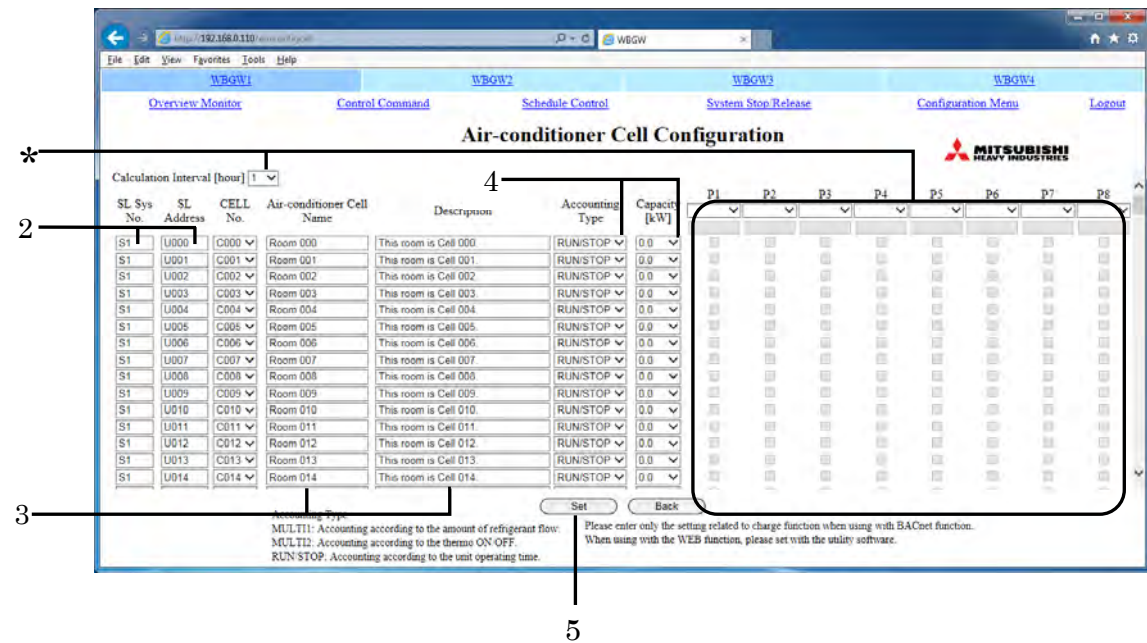 192.168.0.110
WBGW
File Edit View Favorites Tools Help
WBGW1 WBGW2 WBGW3 WBGW4
Overview Monitor Control Command Schedule Control System Stop/Release Configuration Menu Logout
Air-conditioner Cell Configuration
MITSUBISHI
HEAVY INDUSTRIES
*
Calculation Interval [hour] 1
4
SL Sys No. SL Address CELL No. Air-conditioner Cell Name Description Accounting Type Capacity [kW] P1 P2 P3 P4 P5 P6 P7 P8
2
S1 U000 C000 Room 000 This room is Cell 000. RUN/STOP 0.0
S1 U001 C001 Room 001 This room is Cell 001. RUN/STOP 0.0
S1 U002 C002 Room 002 This room is Cell 002. RUN/STOP 0.0
S1 U003 C003 Room 003 This room is Cell 003. RUN/STOP 0.0
S1 U004 C004 Room 004 This room is Cell 004. RUN/STOP 0.0
S1 U005 C005 Room 005 This room is Cell 005. RUN/STOP 0.0
S1 U006 C006 Room 006 This room is Cell 006. RUN/STOP 0.0
S1 U007 C007 Room 007 This room is Cell 007. RUN/STOP 0.0
S1 U008 C008 Room 008 This room is Cell 008. RUN/STOP 0.0
S1 U009 C009 Room 009 This room is Cell 009. RUN/STOP 0.0
S1 U010 C010 Room 010 This room is Cell 010. RUN/STOP 0.0
S1 U011 C011 Room 011 This room is Cell 011. RUN/STOP 0.0
S1 U012 C012 Room 012 This room is Cell 012. RUN/STOP 0.0
S1 U013 C013 Room 013 This room is Cell 013. RUN/STOP 0.0
S1 U014 C014 Room 014 This room is Cell 014. RUN/STOP 0.0
3
Set Back
Accounting Type
MULTI1: Accounting according to the amount of refrigerant flow.
MULTI2: Accounting according to the thermo ON/OFF.
RUN/STOP: Accounting according to the unit operating time.
Please enter only the setting related to charge function when using with BACnet function.
When using with the WEB function, please set with the utility software.
5